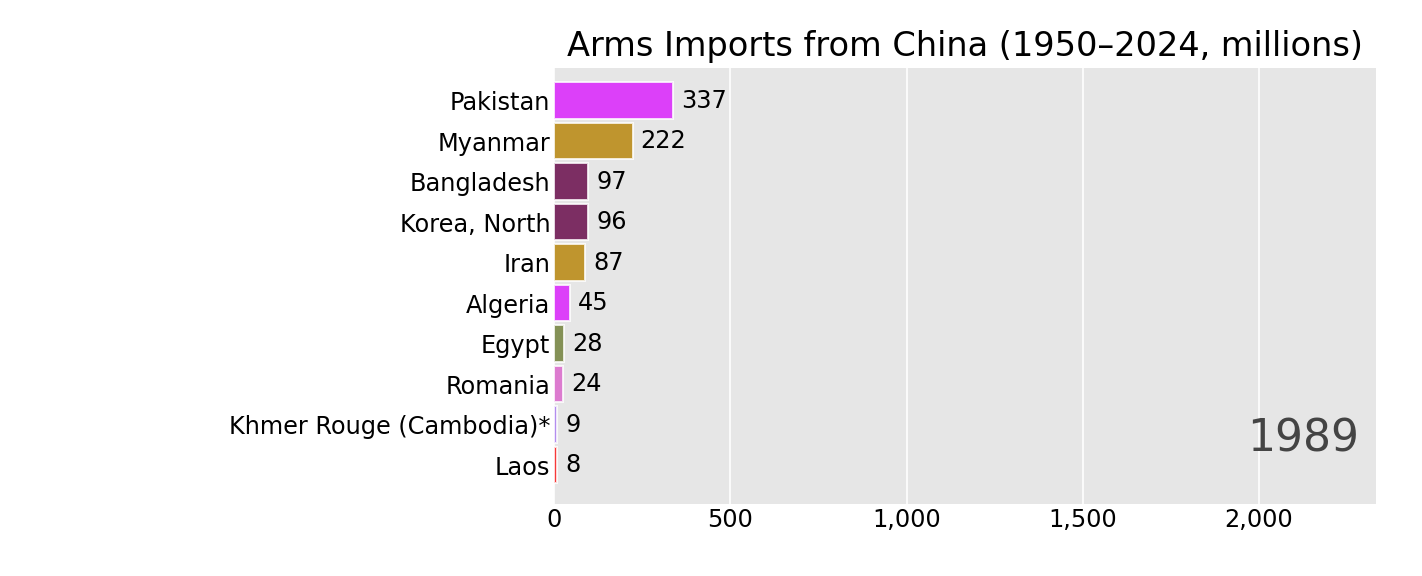 Arms Imports from China (1950–2024, millions)
Pakistan 337
Myanmar 222
Bangladesh 97
Korea, North 96
Iran 87
Algeria 45
Egypt 28
Romania 24
Khmer Rouge (Cambodia)* 9
Laos 8
1989
0 500 1,000 1,500 2,000